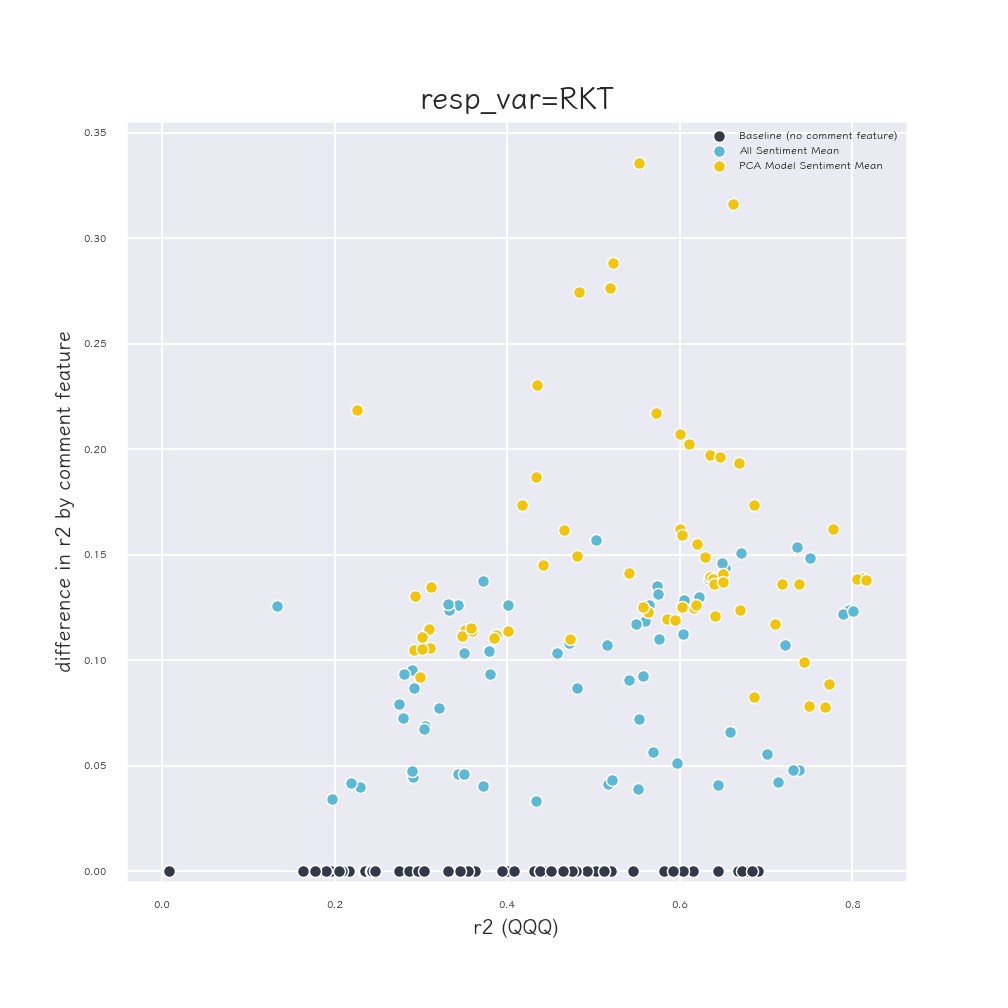 resp_var=RKT
Baseline (no comment feature)
All Sentiment Mean
PCA Model Sentiment Mean
difference in r2 by comment feature
0.35
0.30
0.25
0.20
0.15
0.10
0.05
0.00
0.0 0.2 0.4 0.6 0.8
r2 (QQQ)